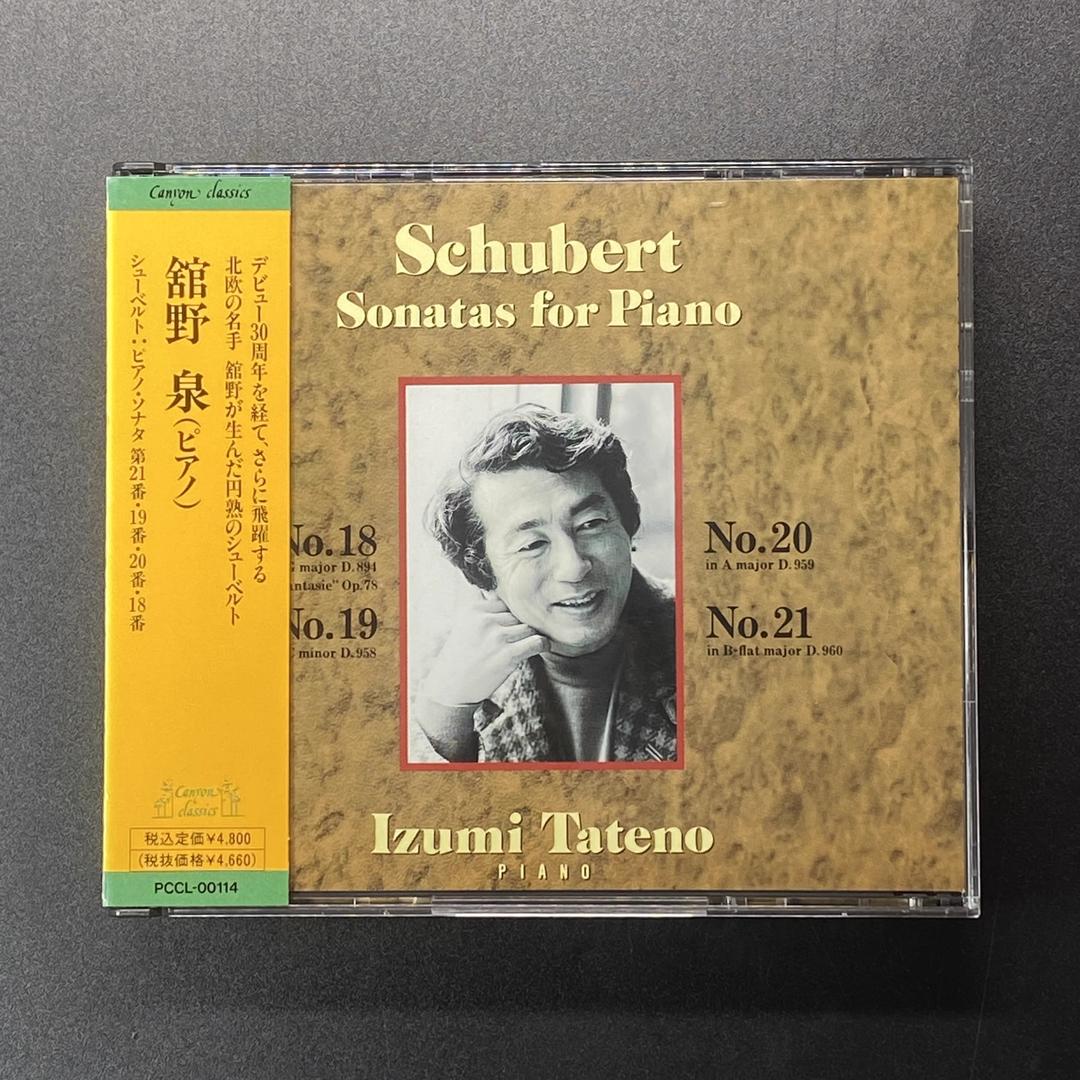 Canyon classics
デビュー30周年を経て、さらに飛躍する
北欧の名手 舘野が生んだ円熟のシューベルト
舘野 泉(ピアノ)
シューベルト:ピアノ・ソナタ 第21番・19番・20番・18番
Canyon
classics
税込定価¥4,800
(税抜価格¥4,660)
PCCL-00114
Schubert
Sonatas for Piano
No.18
major D.894
Op.78
No.19
minor D.958
No.20
in A major D.959
No.21
in B-flat major D.960
Izumi Tateno
PIANO